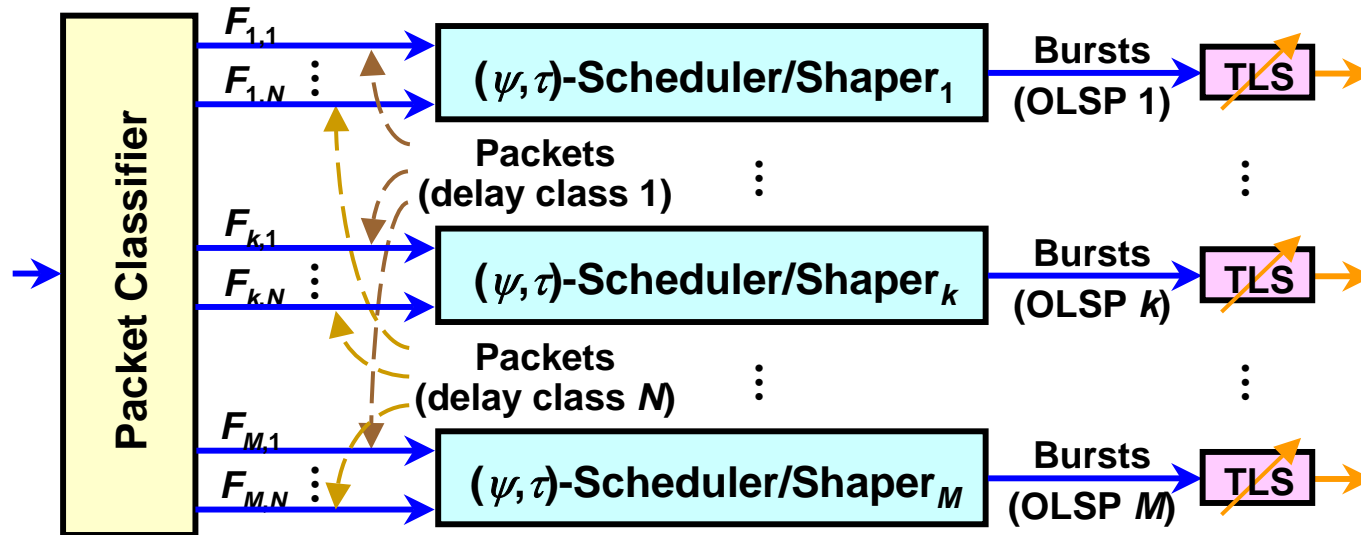 F1,1
F1,N
⋮
(ψ,τ)-Scheduler/Shaper1
Bursts
(OLSP 1)
TLS
Packets
(delay class 1)
⋮
⋮
Packet Classifier
Fk,1
Fk,N
⋮
(ψ,τ)-Scheduler/Shaperk
Bursts
(OLSP k)
TLS
Packets
(delay class N)
⋮
⋮
FM,1
FM,N
⋮
(ψ,τ)-Scheduler/ShaperM
Bursts
(OLSP M)
TLS